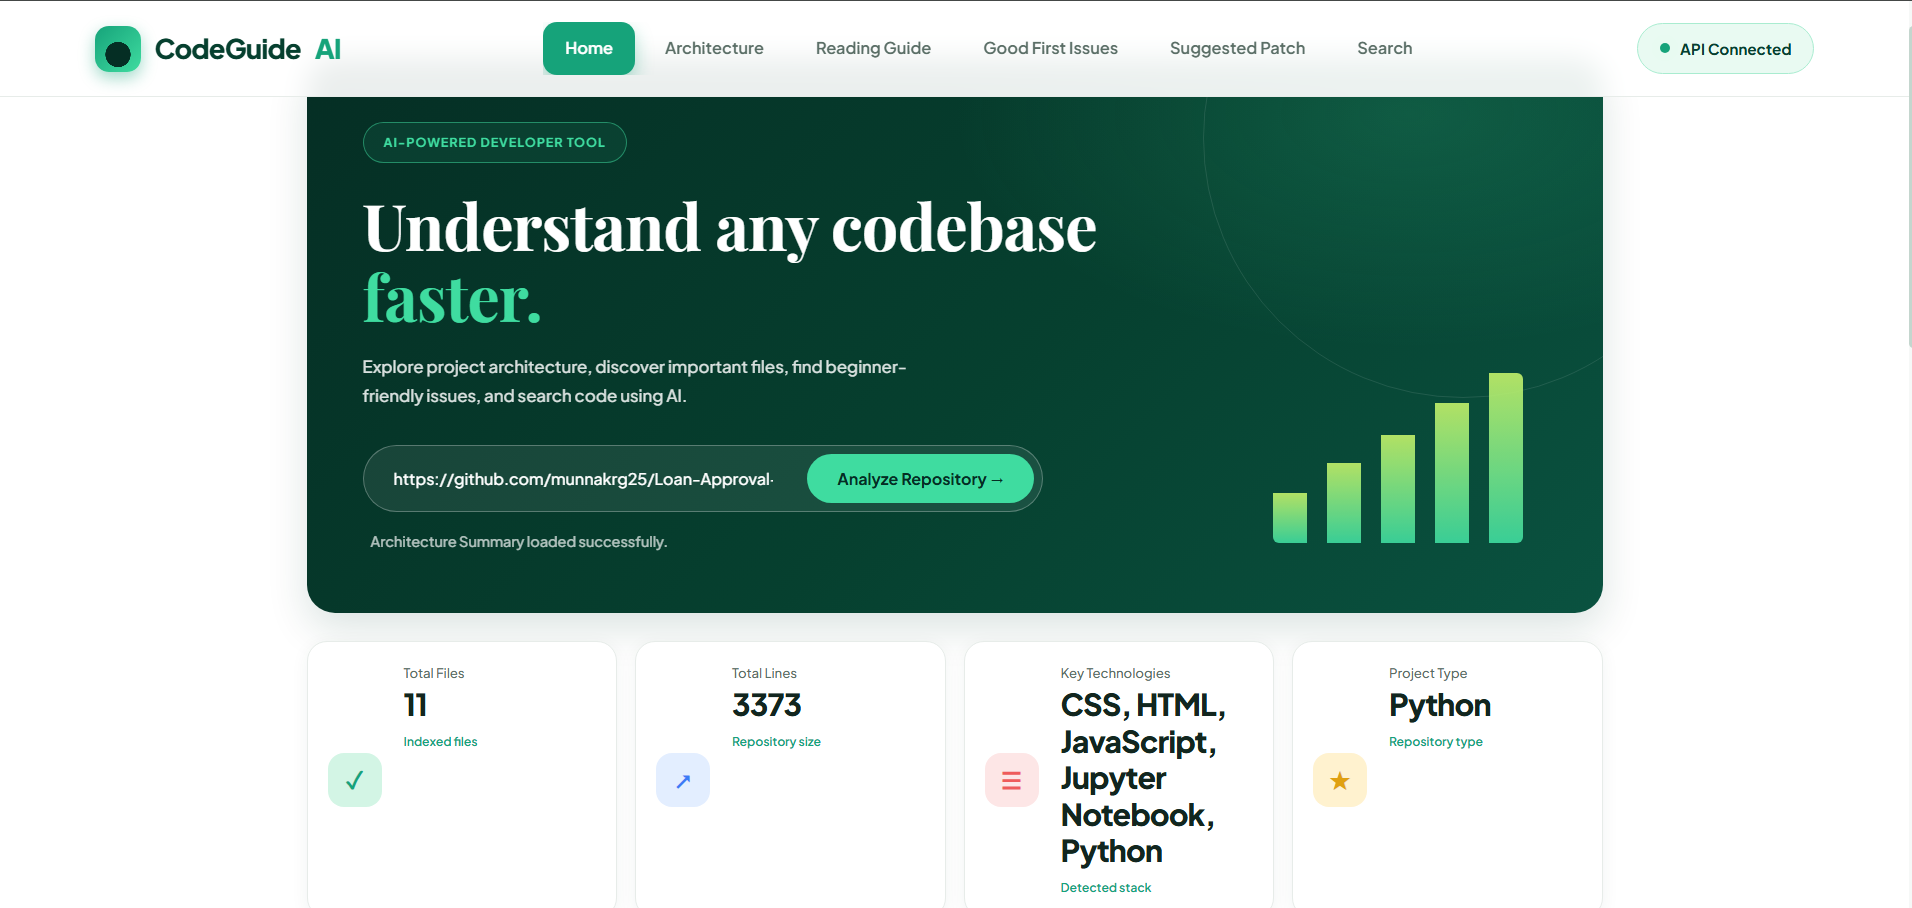 CodeGuide AI
Home
Architecture
Reading Guide
Good First Issues
Suggested Patch
Search
API Connected
AI-POWERED DEVELOPER TOOL
Understand any codebase
faster.
Explore project architecture, discover important files, find beginner-
friendly issues, and search code using AI.
https://github.com/munnakrg25/Loan-Approval-
Analyze Repository →
Architecture Summary loaded successfully.
Total Files
11
Indexed files
Total Lines
3373
Repository size
Key Technologies
CSS, HTML,
JavaScript,
Jupyter
Notebook,
Python
Detected stack
Project Type
Python
Repository type